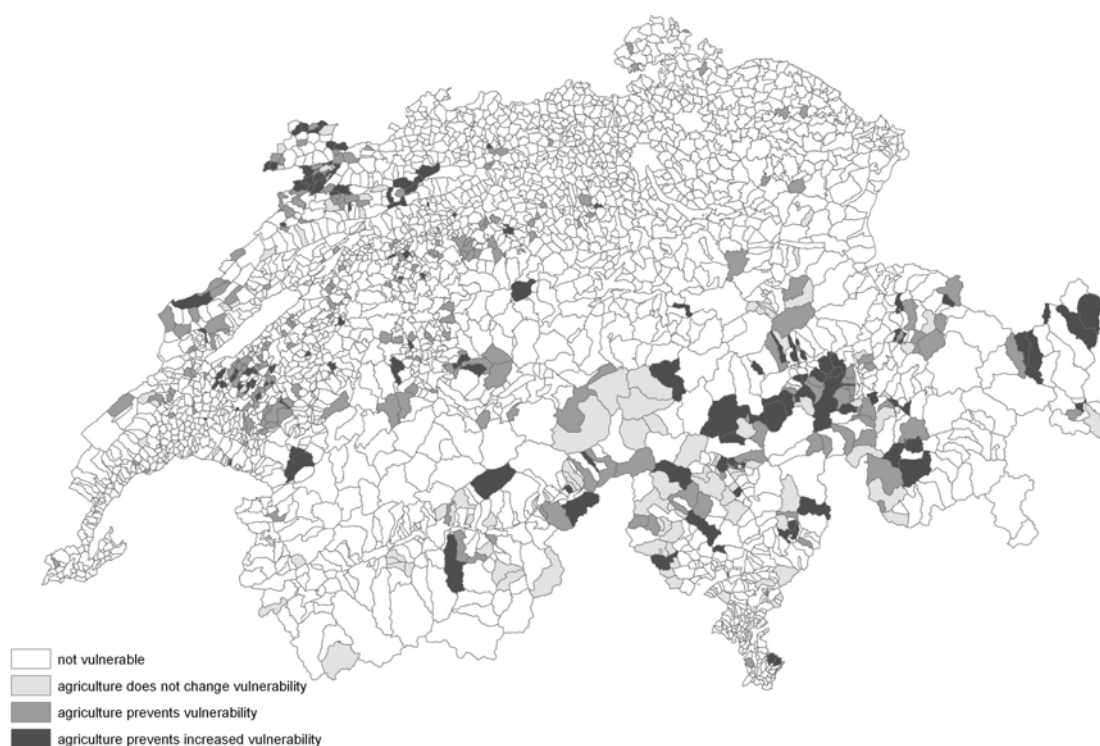 not vulnerable
agriculture does not change vulnerability
agriculture prevents vulnerability
agriculture prevents increased vulnerability